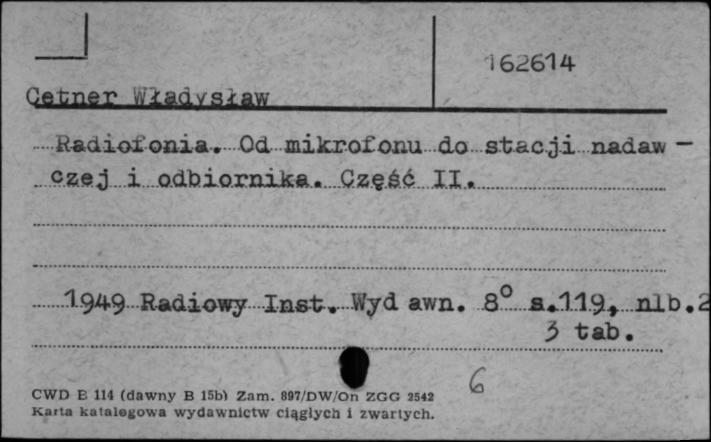 162614
Cetner Władysław
Radiofonia. Od mikrofonu do stacji nadaw-
czej i odbiornika. Część II.
1949 Radiowy Inst. Wyd awn. 8° s.119, nlb.2
3 tab.
6
CWD E 114 (dawny B 15b) Zam. 897/DW/On ZGG 2542
Karta katalogowa wydawnictw ciągłych i zwartych.